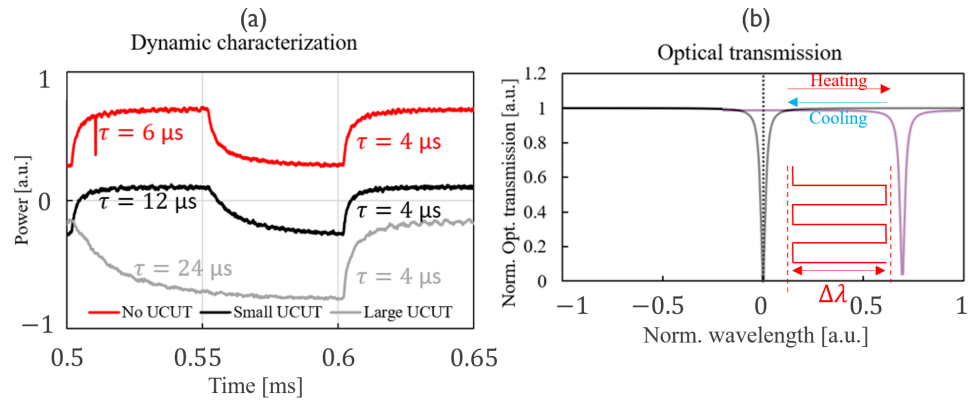 (a)
Dynamic characterization
Power [a.u.]
1
0
−1
τ = 6 μs
τ = 4 μs
τ = 12 μs
τ = 4 μs
τ = 24 μs
τ = 4 μs
No UCUT Small UCUT Large UCUT
0.5 0.55 0.6 0.65
Time [ms]
(b)
Optical transmission
Norm. Opt. transmission [a.u.]
1.2
1
0.8
0.6
0.4
0.2
0
Heating
Cooling
Δλ
−1 −0.5 0 0.5 1
Norm. wavelength [a.u.]